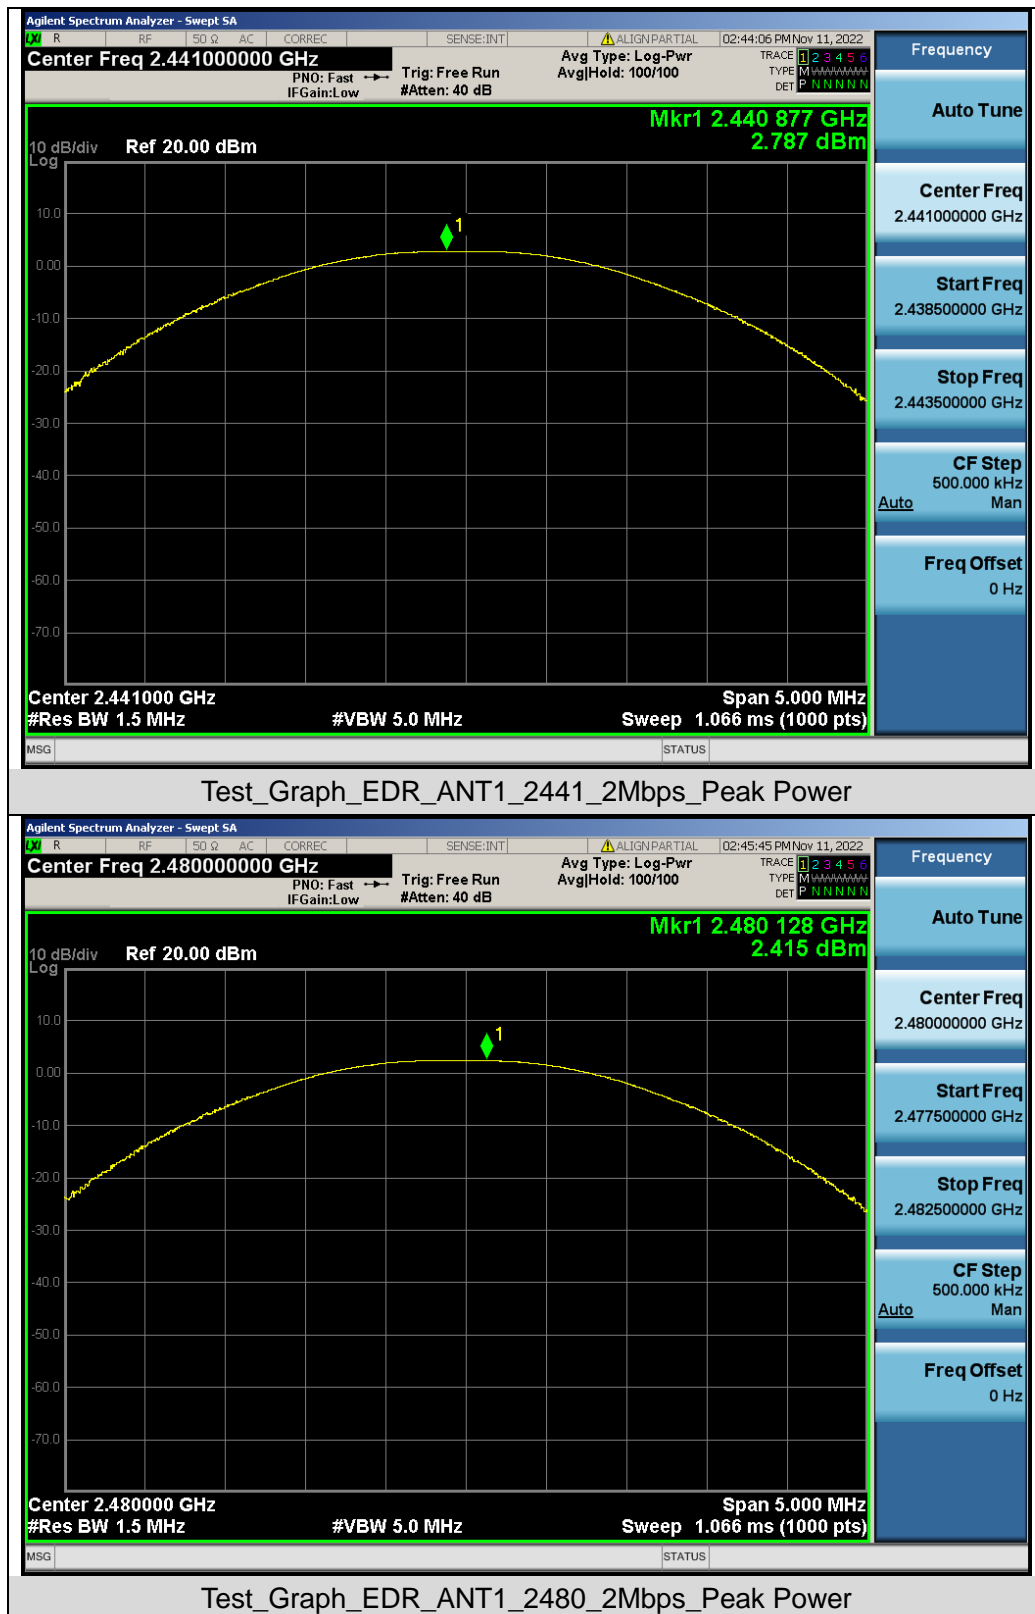 Agilent Spectrum Analyzer - Swept SA
LXI R RF 50 Ω AC CORREC SENSE:INT ALIGN PARTIAL 02:44:06 PM Nov 11, 2022
Center Freq 2.441000000 GHz
PNO: Fast
IFGain:Low
Trig: Free Run
#Atten: 40 dB
Avg Type: Log-Pwr
Avg|Hold: 100/100
TRACE 1 2 3 4 5 6
TYPE M WWWWW
DET P N N N N N
Mkr1 2.440 877 GHz
2.787 dBm
10 dB/div Ref 20.00 dBm
Log
10.0
1
0.00
-10.0
-20.0
-30.0
-40.0
-50.0
-60.0
-70.0
Center 2.441000 GHz Span 5.000 MHz
#Res BW 1.5 MHz #VBW 5.0 MHz Sweep 1.066 ms (1000 pts)
MSG STATUS
Frequency
Auto Tune
Center Freq
2.441000000 GHz
Start Freq
2.438500000 GHz
Stop Freq
2.443500000 GHz
CF Step
500.000 kHz
Auto Man
Freq Offset
0 Hz
Test_Graph_EDR_ANT1_2441_2Mbps_Peak Power
Agilent Spectrum Analyzer - Swept SA
LXI R RF 50 Ω AC CORREC SENSE:INT ALIGN PARTIAL 02:45:45 PM Nov 11, 2022
Center Freq 2.480000000 GHz
PNO: Fast
IFGain:Low
Trig: Free Run
#Atten: 40 dB
Avg Type: Log-Pwr
Avg|Hold: 100/100
TRACE 1 2 3 4 5 6
TYPE M WWWWW
DET P N N N N N
Mkr1 2.480 128 GHz
2.415 dBm
10 dB/div Ref 20.00 dBm
Log
10.0
1
0.00
-10.0
-20.0
-30.0
-40.0
-50.0
-60.0
-70.0
Center 2.480000 GHz Span 5.000 MHz
#Res BW 1.5 MHz #VBW 5.0 MHz Sweep 1.066 ms (1000 pts)
MSG STATUS
Frequency
Auto Tune
Center Freq
2.480000000 GHz
Start Freq
2.477500000 GHz
Stop Freq
2.482500000 GHz
CF Step
500.000 kHz
Auto Man
Freq Offset
0 Hz
Test_Graph_EDR_ANT1_2480_2Mbps_Peak Power